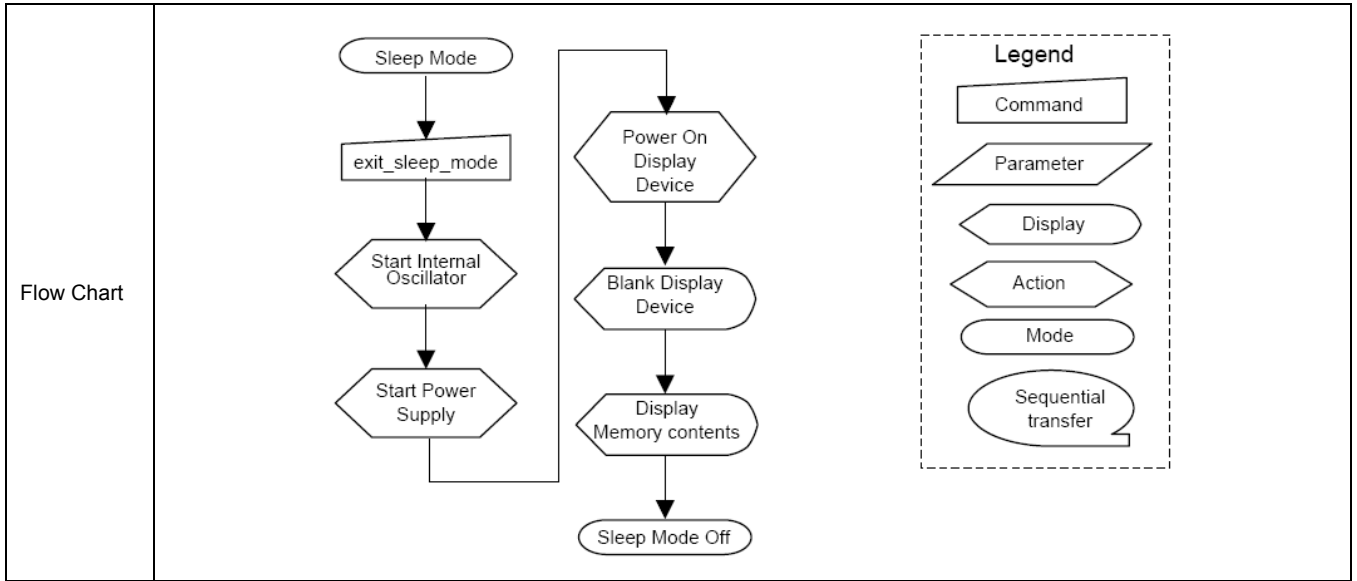 Flow Chart
Sleep Mode
exit_sleep_mode
Start Internal
Oscillator
Start Power
Supply
Power On
Display
Device
Blank Display
Device
Display
Memory contents
Sleep Mode Off
Legend
Command
Parameter
Display
Action
Mode
Sequential
transfer